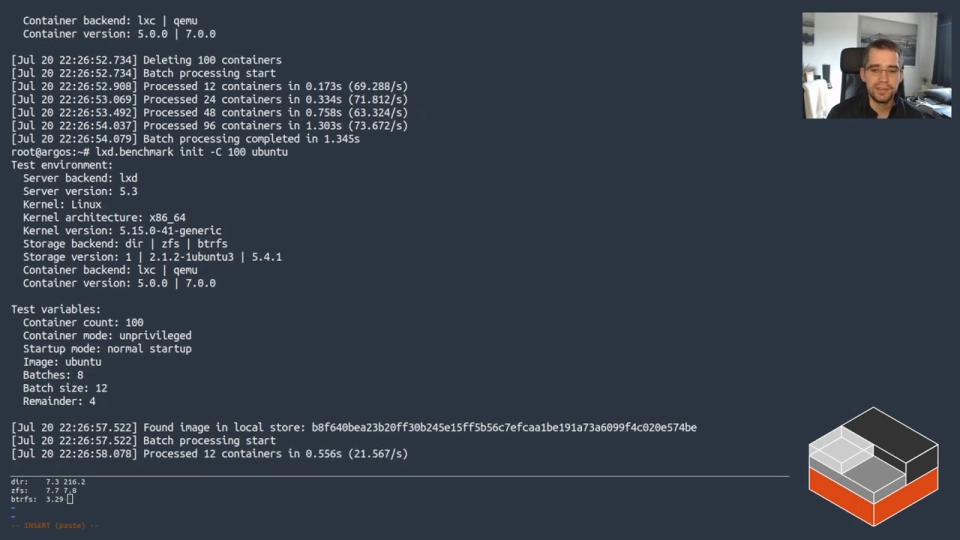 Container backend: lxc | qemu
Container version: 5.0.0 | 7.0.0
[Jul 20 22:26:52.734] Deleting 100 containers
[Jul 20 22:26:52.734] Batch processing start
[Jul 20 22:26:52.908] Processed 12 containers in 0.173s (69.288/s)
[Jul 20 22:26:53.069] Processed 24 containers in 0.334s (71.812/s)
[Jul 20 22:26:53.492] Processed 48 containers in 0.758s (63.324/s)
[Jul 20 22:26:54.037] Processed 96 containers in 1.303s (73.672/s)
[Jul 20 22:26:54.079] Batch processing completed in 1.345s
root@argos:~# lxd.benchmark init -C 100 ubuntu
Test environment:
Server backend: lxd
Server version: 5.3
Kernel: Linux
Kernel architecture: x86_64
Kernel version: 5.15.0-41-generic
Storage backend: dir | zfs | btrfs
Storage version: 1 | 2.1.2-1ubuntu3 | 5.4.1
Container backend: lxc | qemu
Container version: 5.0.0 | 7.0.0
Test variables:
Container count: 100
Container mode: unprivileged
Startup mode: normal startup
Image: ubuntu
Batches: 8
Batch size: 12
Remainder: 4
[Jul 20 22:26:57.522] Found image in local store: b8f640bea23b20ff30b245e15ff5b56c7efcaa1be191a73a6099f4c020e574be
[Jul 20 22:26:57.522] Batch processing start
[Jul 20 22:26:58.078] Processed 12 containers in 0.556s (21.567/s)
dir: 7.3 216.2
zfs: 7.7 7.8
btrfs: 3.29
~
~
-- INSERT (paste) --